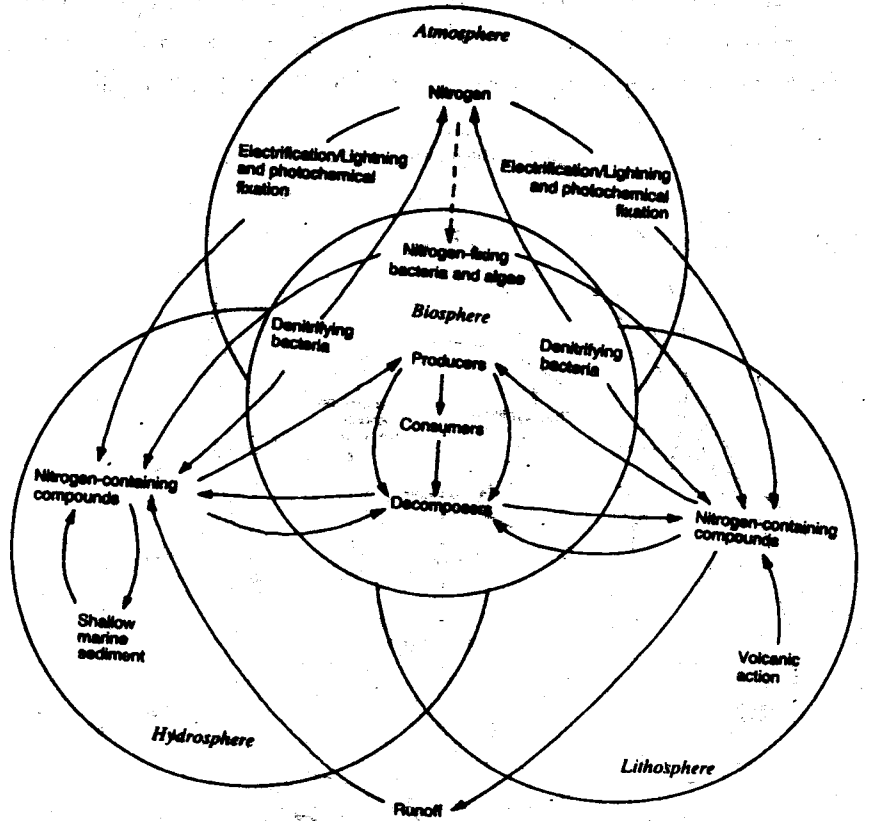 Atmosphere
Nitrogen
Electrification/Lightning
and photochemical
fixation
Electrification/Lightning
and photochemical
fixation
Nitrogen-fixing
bacteria and algae
Biosphere
Denitrifying
bacteria
Denitrifying
bacteria
Producers
Consumers
Decomposers
Nitrogen-containing
compounds
Nitrogen-containing
compounds
Shallow
marine
sediment
Volcanic
action
Hydrosphere
Lithosphere
Runoff